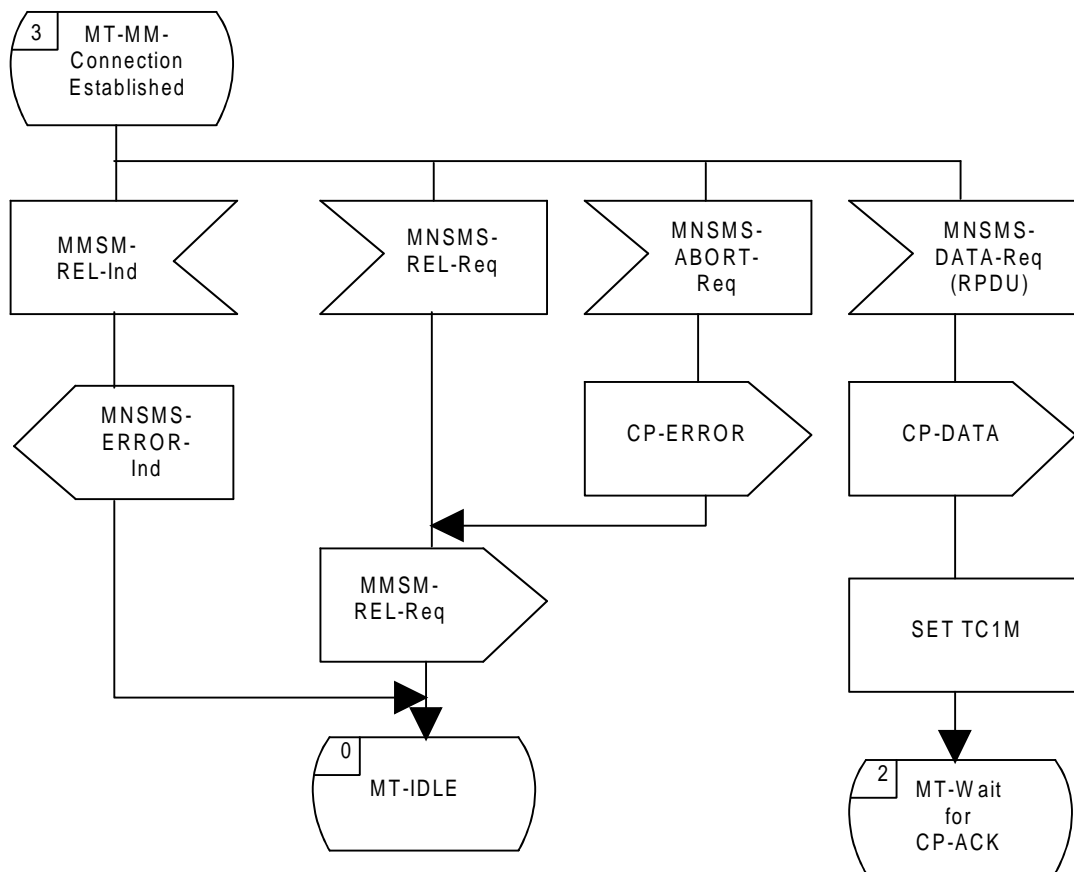 3
MT-MM-
Connection
Established
MMSM-
REL-Ind
MNSMS-
REL-Req
MNSMS-
ABORT-
Req
MNSMS-
DATA-Req
(RPDU)
MNSMS-
ERROR-
Ind
CP-ERROR
CP-DATA
MMSM-
REL-Req
SET TC1M
0
MT-IDLE
2
MT-Wait
for
CP-ACK